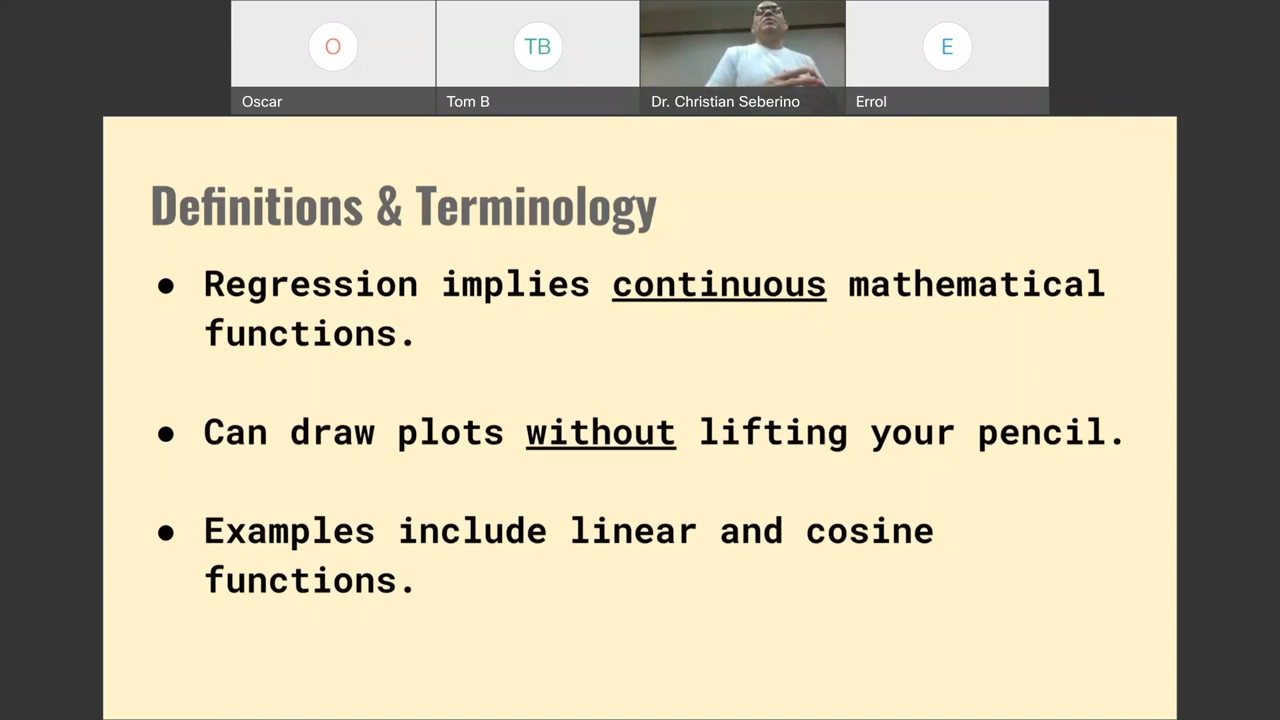 O
TB
E
Oscar
Tom B
Dr. Christian Seberino
Errol
Definitions & Terminology
● Regression implies continuous mathematical
functions.
● Can draw plots without lifting your pencil.
● Examples include linear and cosine
functions.